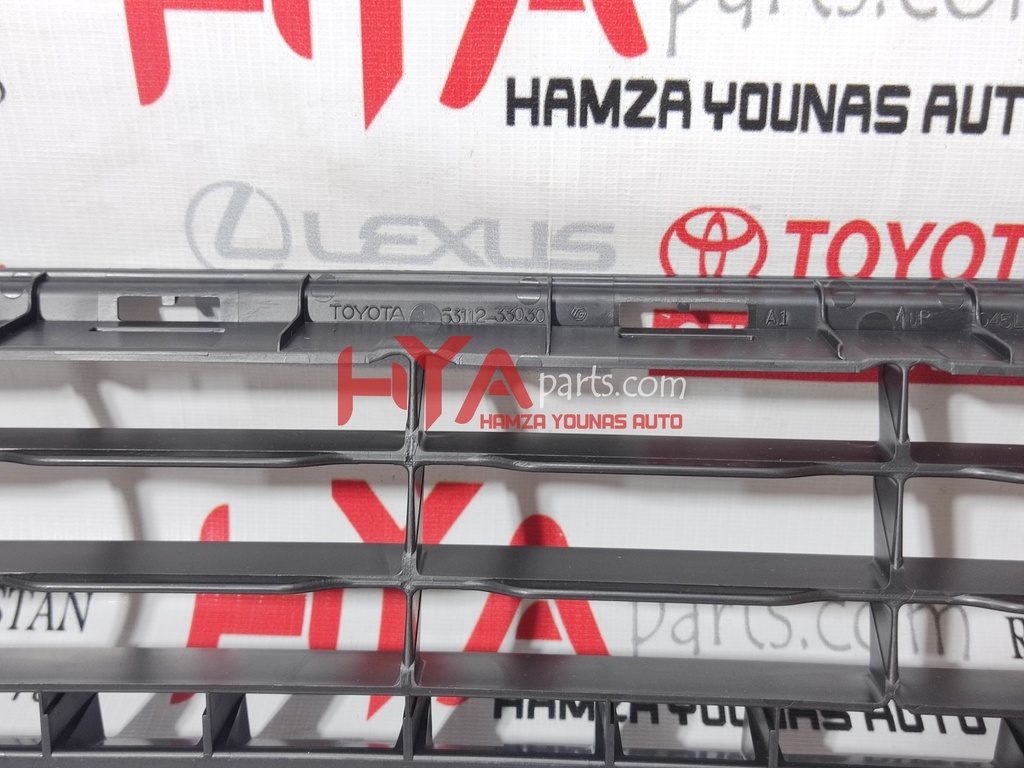 HYA parts.co
HAMZA YOUNAS AUT
LEXUS
TOYOT
TOYOTA 53112-33030 A1
HYA parts.com
HAMZA YOUNAS AUTO
STAN
HYA parts.com
R
HAMZA YOUNAS AUTO